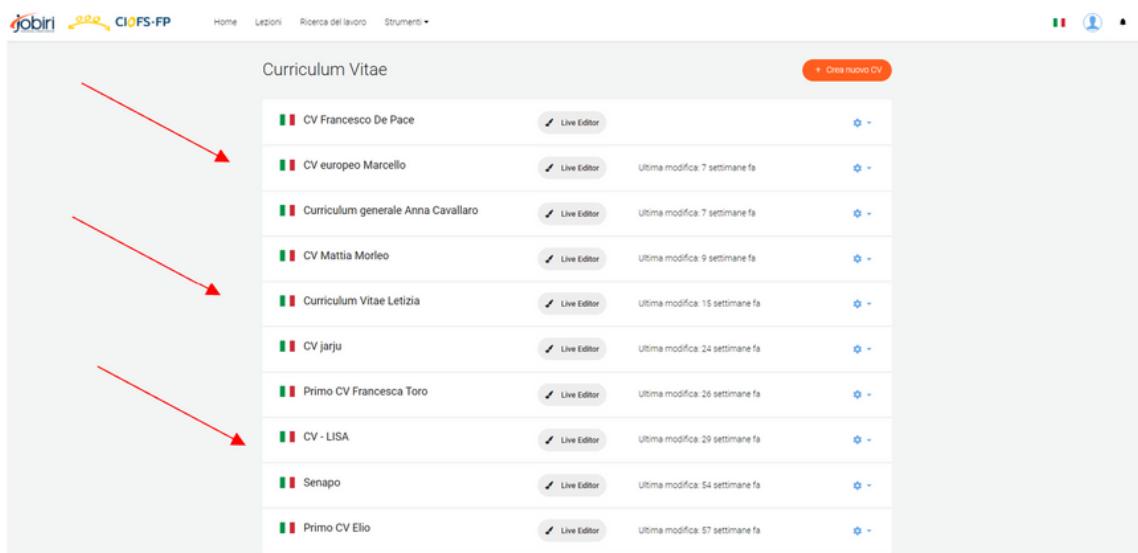 jobiri CIOFS-FP Home Lezioni Ricerca del lavoro Strumenti
Curriculum Vitae + Crea nuovo CV
CV Francesco De Pace Live Editor
CV europeo Marcello Live Editor Ultima modifica: 7 settimane fa
Curriculum generale Anna Cavallaro Live Editor Ultima modifica: 7 settimane fa
CV Mattia Morleo Live Editor Ultima modifica: 9 settimane fa
Curriculum Vitae Letizia Live Editor Ultima modifica: 15 settimane fa
CV jarju Live Editor Ultima modifica: 24 settimane fa
Primo CV Francesca Toro Live Editor Ultima modifica: 26 settimane fa
CV - LISA Live Editor Ultima modifica: 29 settimane fa
Senapo Live Editor Ultima modifica: 54 settimane fa
Primo CV Elio Live Editor Ultima modifica: 57 settimane fa